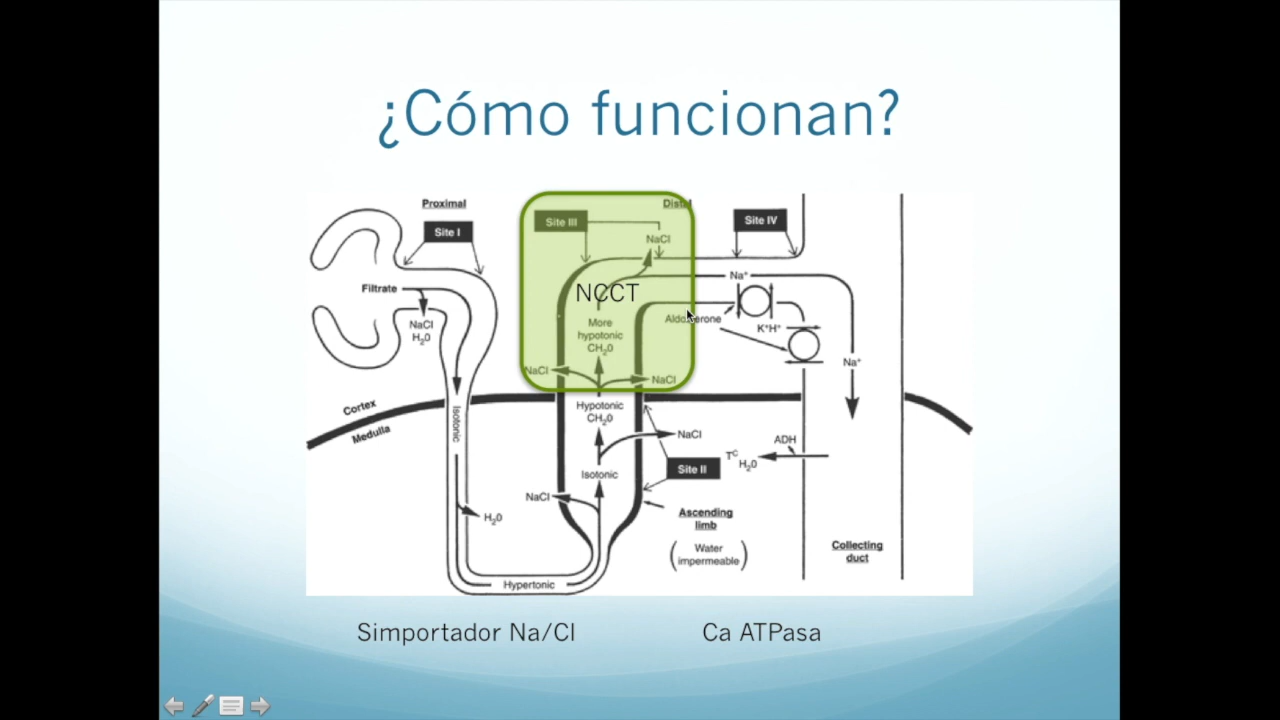 ¿Cómo funcionan?
Proximal
Site I
Site III
Distal
Site IV
NaCl
Filtrate
NaCl
H20
NCCT
Na+
More
hypotonic
CH20
Aldosterone
K+H+
NaCl
NaCl
Na+
Cortex
Medulla
Isotonic
Hypotonic
CH20
NaCl
ADH
TC H20
Site II
Isotonic
NaCl
H20
Ascending
limb
(Water
impermeable)
Collecting
duct
Hypertonic
Simportador Na/Cl
Ca ATPasa